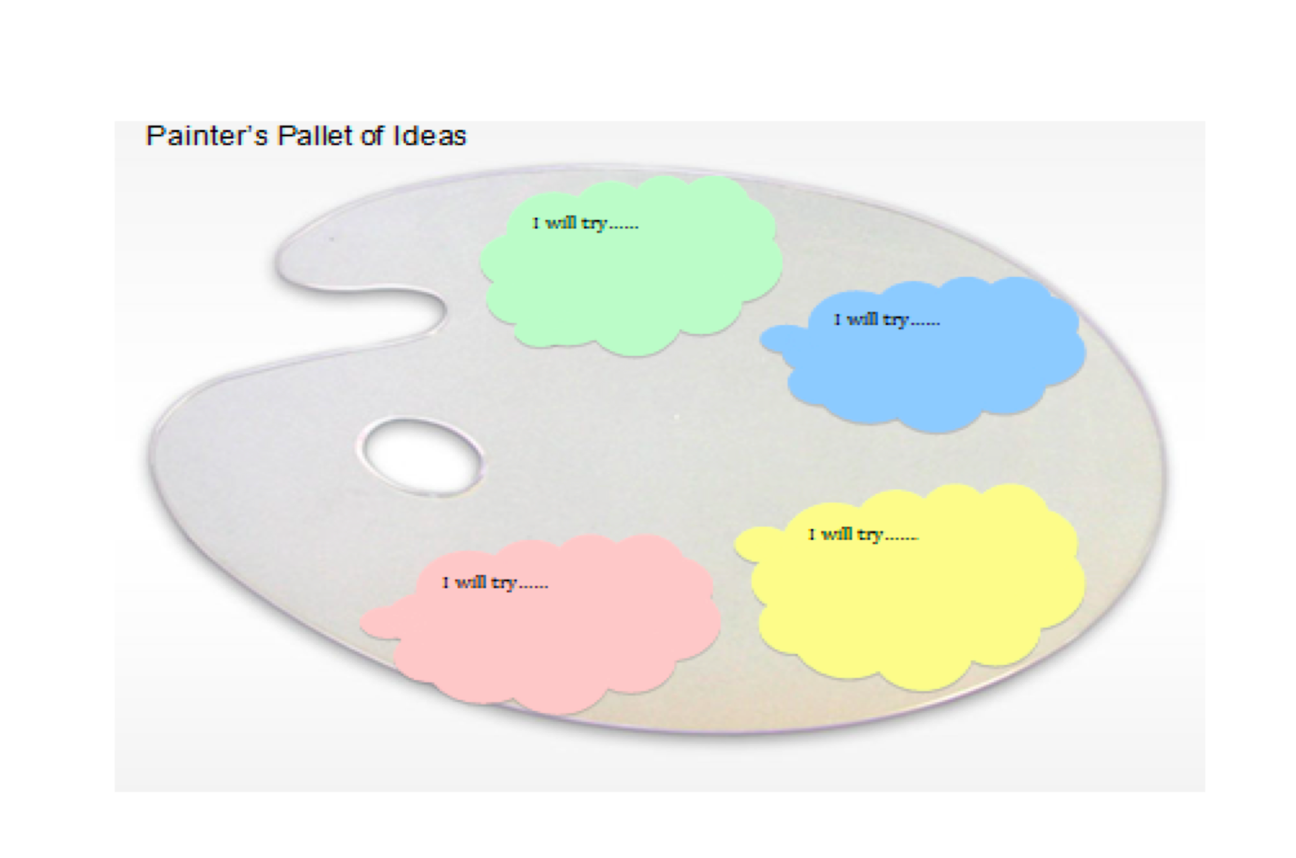 Painter’s Pallet of Ideas
I will try......
I will try......
I will try.......
I will try......